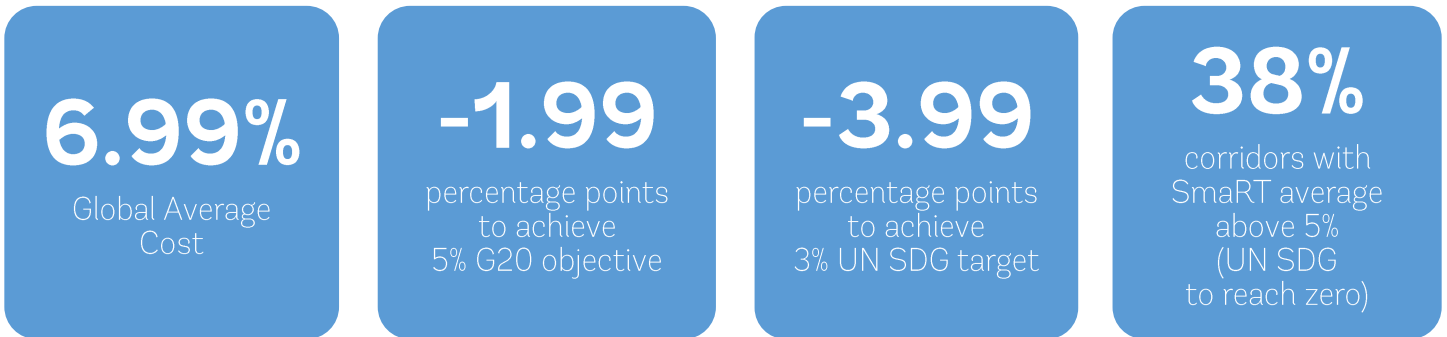 6.99%
Global Average
Cost
-1.99
percentage points
to achieve
5% G20 objective
-3.99
percentage points
to achieve
3% UN SDG target
38%
corridors with
SmaRT average
above 5%
(UN SDG
to reach zero)